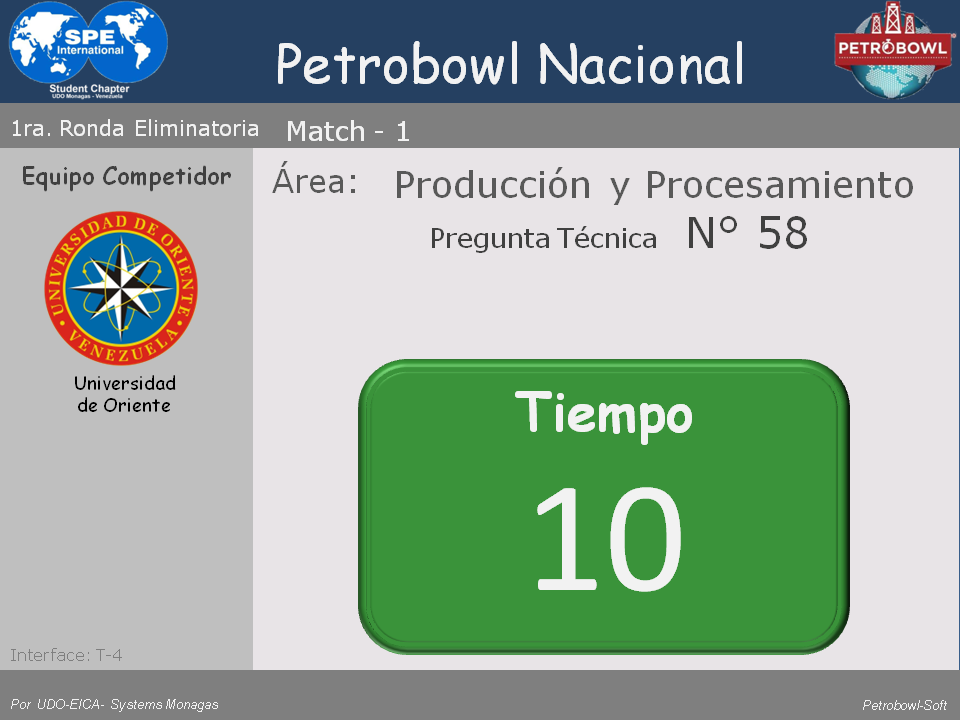 SPE
International
Student Chapter
UDO Monagas - Venezuela
Petrobowl Nacional
PETROBOWL
1ra. Ronda Eliminatoria
Match - 1
Equipo Competidor
UNIVERSIDAD DE ORIENTE
VENEZUELA
Universidad
de Oriente
Área: Producción y Procesamiento
Pregunta Técnica N° 58
Tiempo
10
Interface: T-4
Por UDO-EICA- Systems Monagas
Petrobowl-Soft